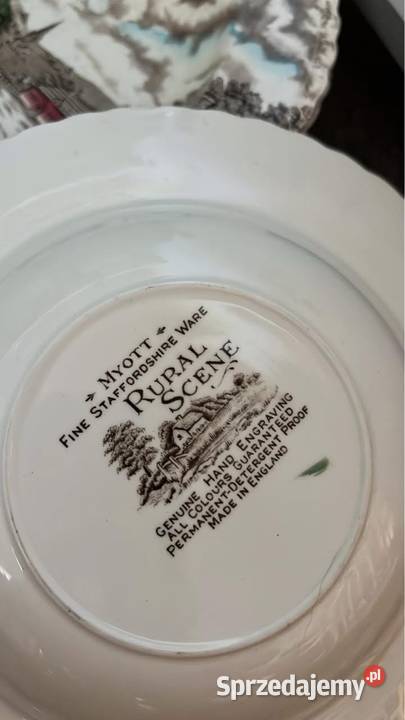 MYOTT
FINE STAFFORDSHIRE WARE
RURAL
SCENE
GENUINE HAND ENGRAVING
ALL COLOURS GUARANTEED
PERMANENT-DETERGENT PROOF
MADE IN ENGLAND
Sprzedajemy.pl